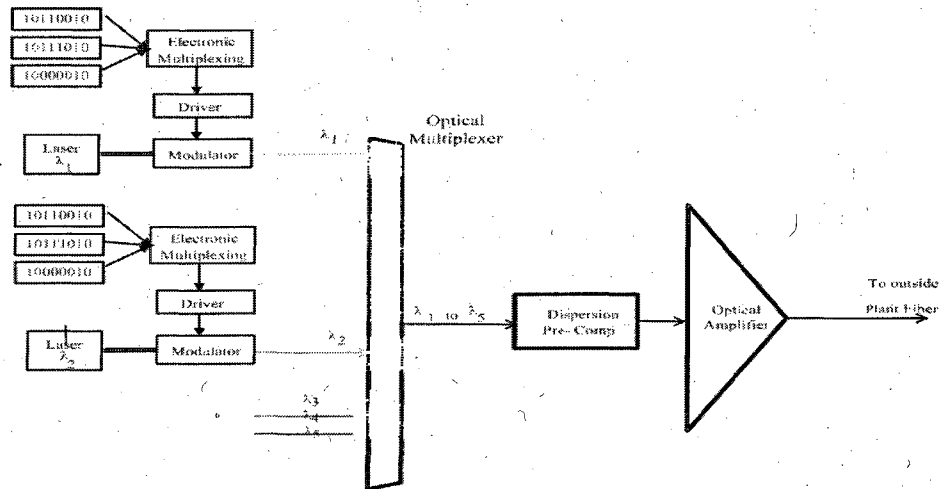 10110010
10111010
10000010
Electronic
Multiplexing
Driver
Laser
λ1
Modulator
λ1
Optical
Multiplexer
10110010
10111010
10000010
Electronic
Multiplexing
Driver
Laser
λ2
Modulator
λ2
λ3
λ4
λ5
λ1 to λ5
Dispersion
Pre- Comp
Optical
Amplifier
To outside
Plant Fiber